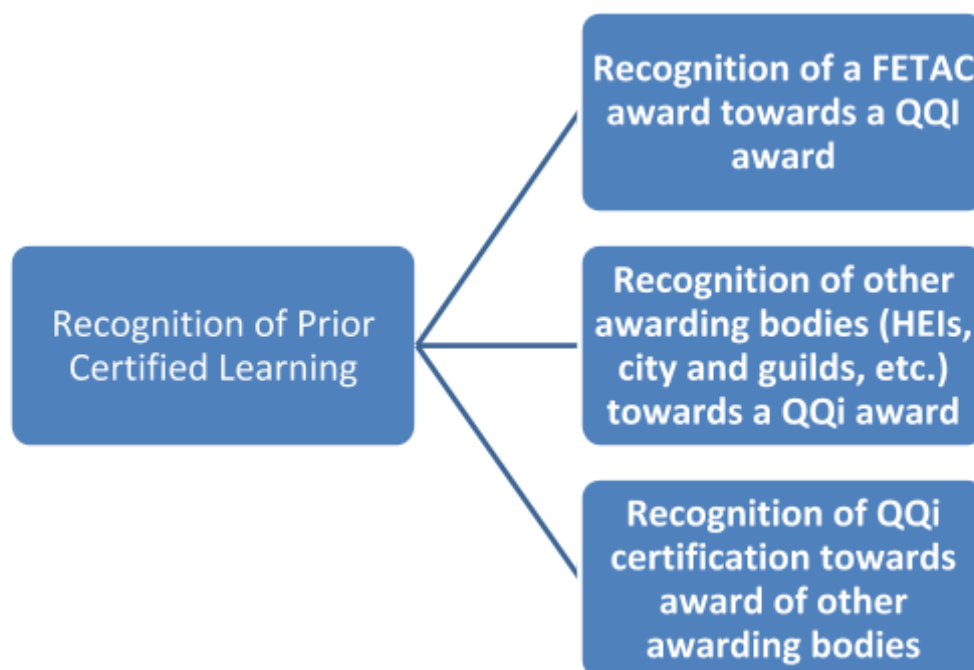 Recognition of a FETAC
award towards a QQI
award
Recognition of Prior
Certified Learning
Recognition of other
awarding bodies (HEIs,
city and guilds, etc.)
towards a QQi award
Recognition of QQi
certification towards
award of other
awarding bodies